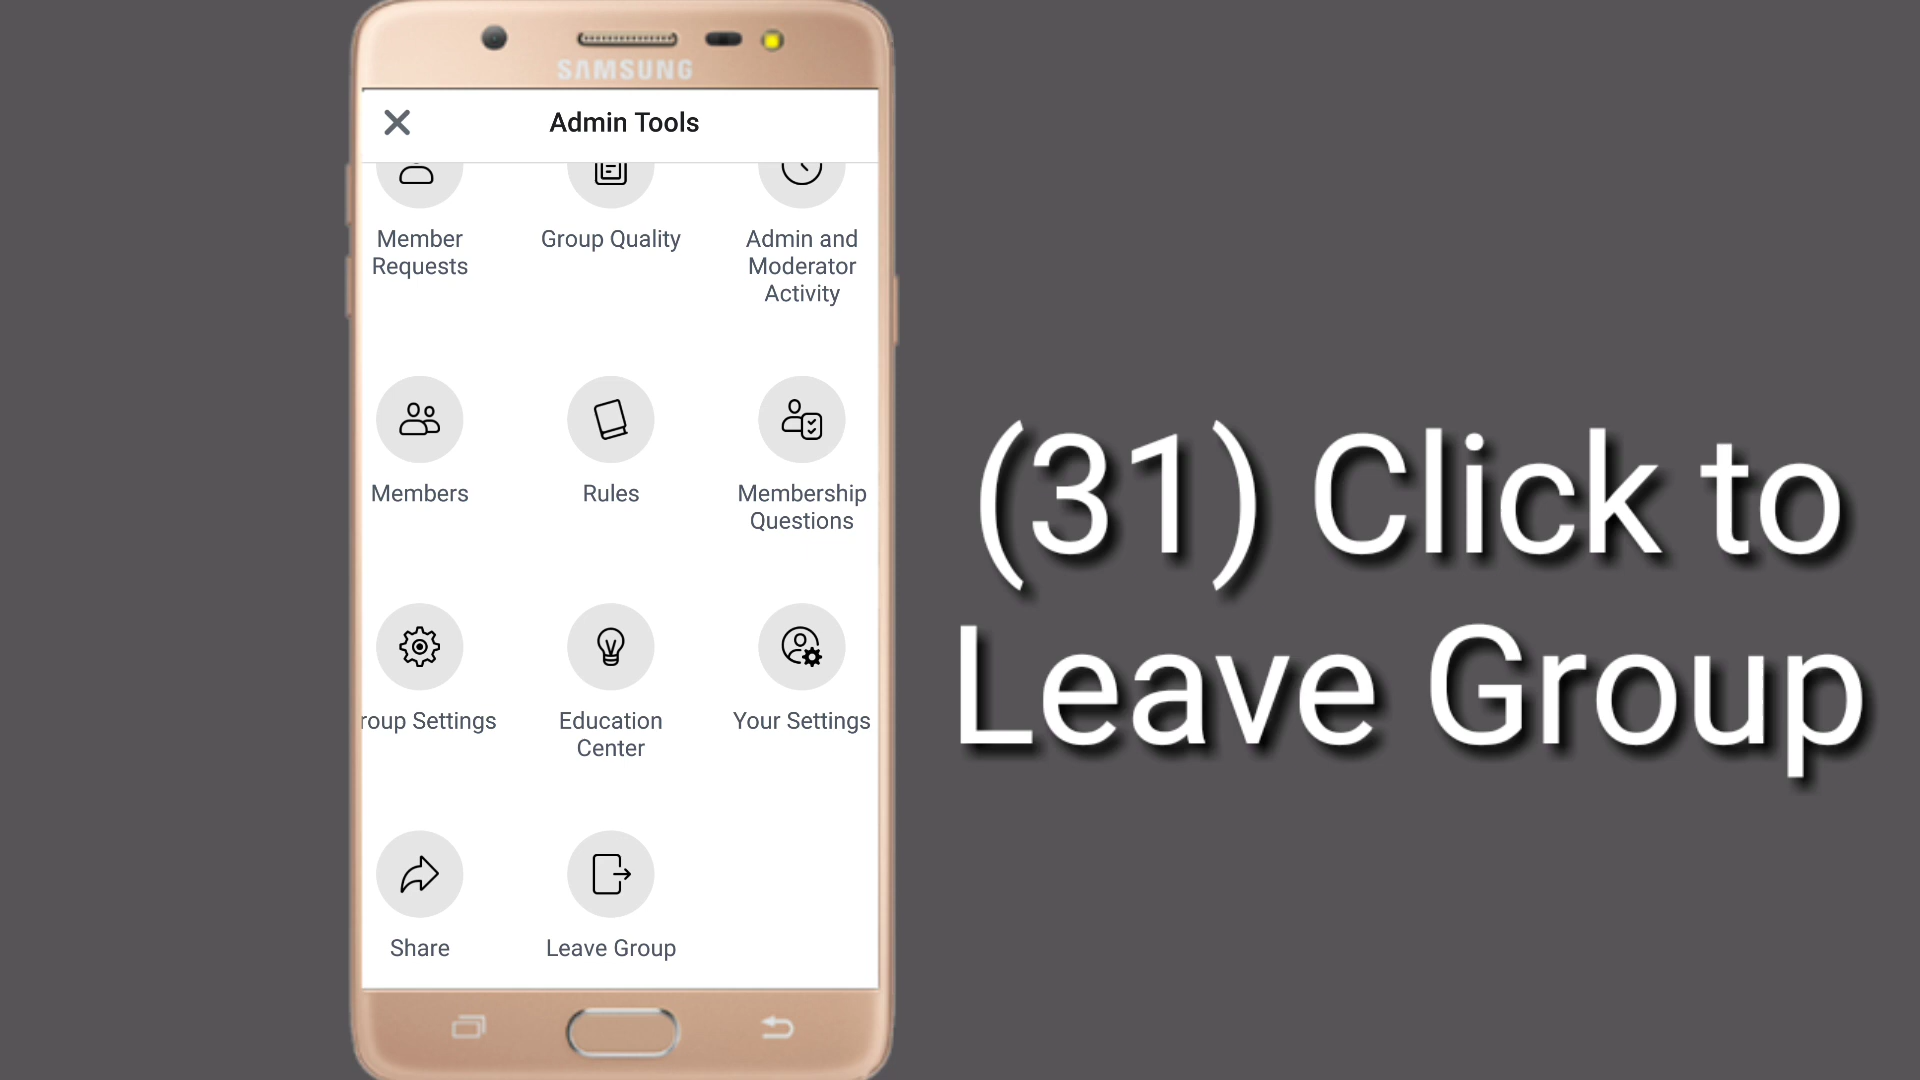 SAMSUNG
Admin Tools
Member
Requests
Group Quality
Admin and
Moderator
Activity
Members
Rules
Membership
Questions
roup Settings
Education
Center
Your Settings
Share
Leave Group
(31) Click to
Leave Group